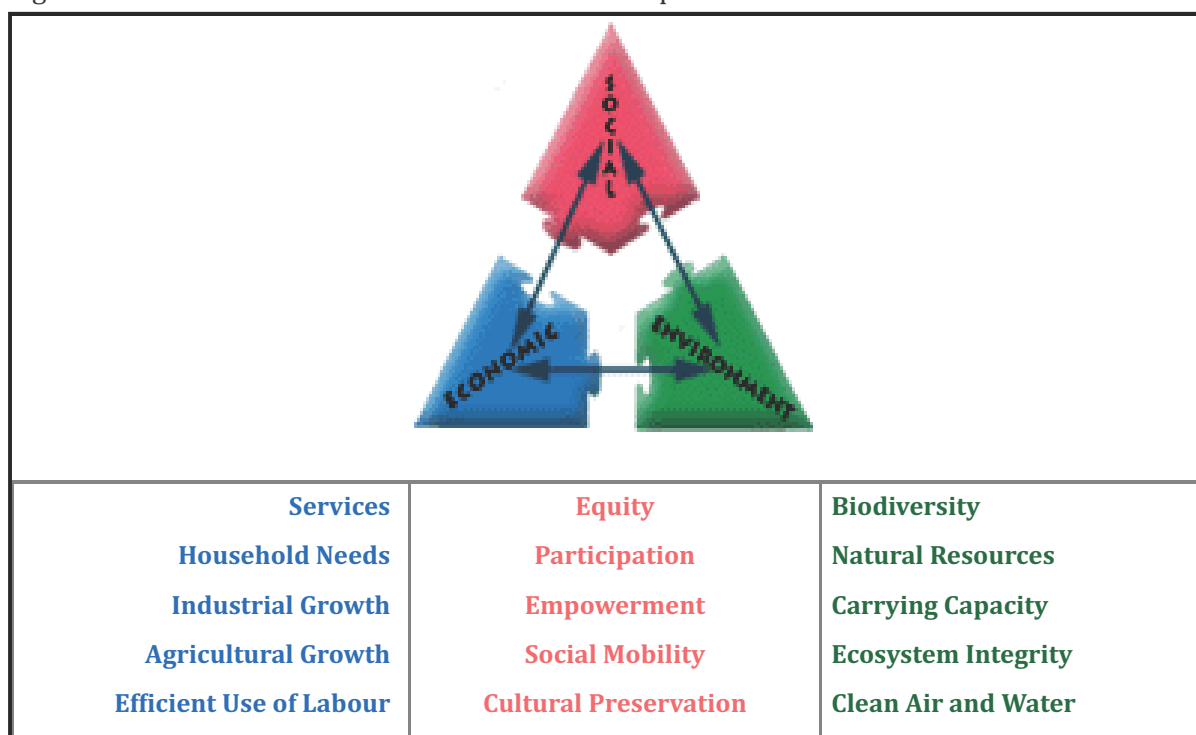 SOCIAL
ECONOMIC
ENVIRONMENT
Services
Equity
Biodiversity
Household Needs
Participation
Natural Resources
Industrial Growth
Empowerment
Carrying Capacity
Agricultural Growth
Social Mobility
Ecosystem Integrity
Efficient Use of Labour
Cultural Preservation
Clean Air and Water